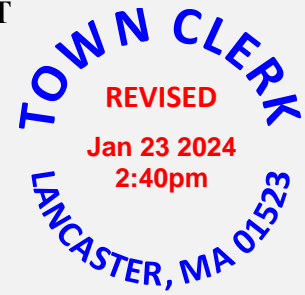 T
TOWN CLERK
REVISED
Jan 23 2024
2:40pm
LANCASTER, MA 01523